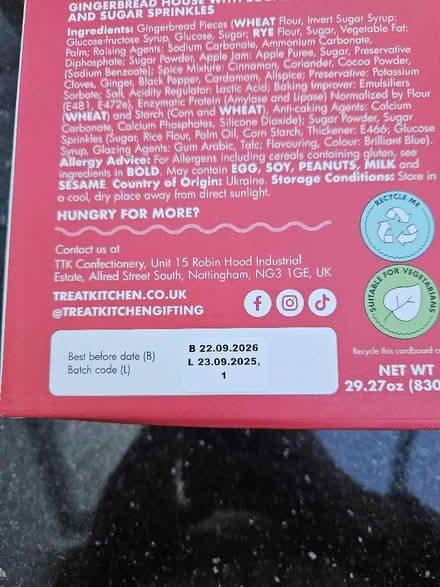 GINGERBREAD HOUSE WITH
AND SUGAR SPRINKLES
Ingredients: Gingerbread Pieces (WHEAT Flour, Invert Sugar Syrup:
Glucose-fructose Syrup, Glucose, Sugar; RYE Flour, Sugar, Vegetable Fat:
Palm; Raising Agents: Sodium Carbonate, Ammonium Carbonate,
Diphosphate; Sugar Powder, Apple Jam: Apple Puree, Sugar, Preservative
(Sodium Benzoate); Spice Mixture: Cinnamon, Coriander, Cocoa Powder,
Cloves, Ginger, Black Pepper, Cardamom, Allspice; Preservative: Potassium
Sorbate; Salt, Acidity Regulator: Lactic Acid; Baking Improver: Emulsifiers
(E481, E472e), Enzymatic Protein (Amylase and Lipase) Normalized by Flour
(WHEAT) and Starch (Corn and WHEAT), Anti-caking Agents: Calcium
Carbonate, Calcium Phosphates, Silicone Dioxide); Sugar Powder, Sugar
Sprinkles (Sugar, Rice Flour, Palm Oil, Corn Starch, Thickener: E466; Glucose
Syrup, Glazing Agents: Gum Arabic, Talc; Flavouring, Colour: Brilliant Blue).
Allergy Advice: For Allergens including cereals containing gluten, see
ingredients in BOLD. May contain EGG, SOY, PEANUTS, MILK and
SESAME. Country of Origin: Ukraine. Storage Conditions: Store in
a cool, dry place away from direct sunlight.
HUNGRY FOR MORE?
Contact us at
TTK Confectionery, Unit 15 Robin Hood Industrial
Estate, Alfred Street South, Nottingham, NG3 1GE, UK
TREATKITCHEN.CO.UK
@TREATKITCHENGIFTING
RECYCLE ME
SUITABLE FOR VEGETARIANS
Recycle this cardboard
Best before date (B)
Batch code (L)
B 22.09.2026
L 23.09.2025,
1
NET WT
29.27oz (830